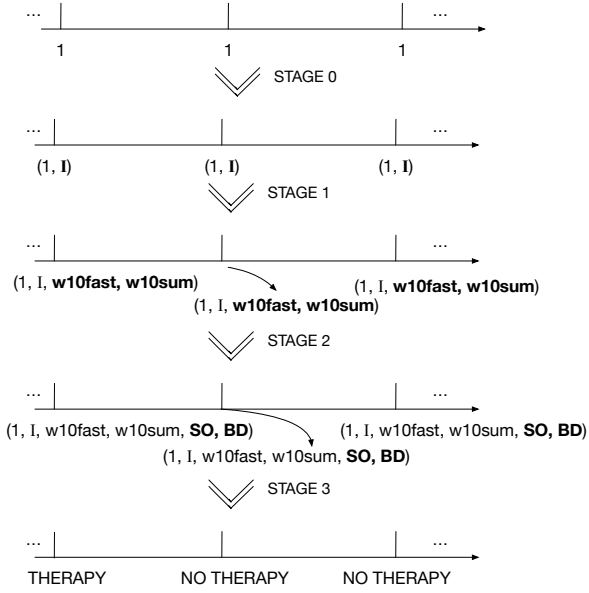 ... ...
1 1 1
STAGE 0
... ...
(1, I) (1, I) (1, I)
STAGE 1
... ...
(1, I, w10fast, w10sum) (1, I, w10fast, w10sum)
(1, I, w10fast, w10sum)
STAGE 2
... ...
(1, I, w10fast, w10sum, SO, BD) (1, I, w10fast, w10sum, SO, BD)
(1, I, w10fast, w10sum, SO, BD)
STAGE 3
... ...
THERAPY NO THERAPY NO THERAPY